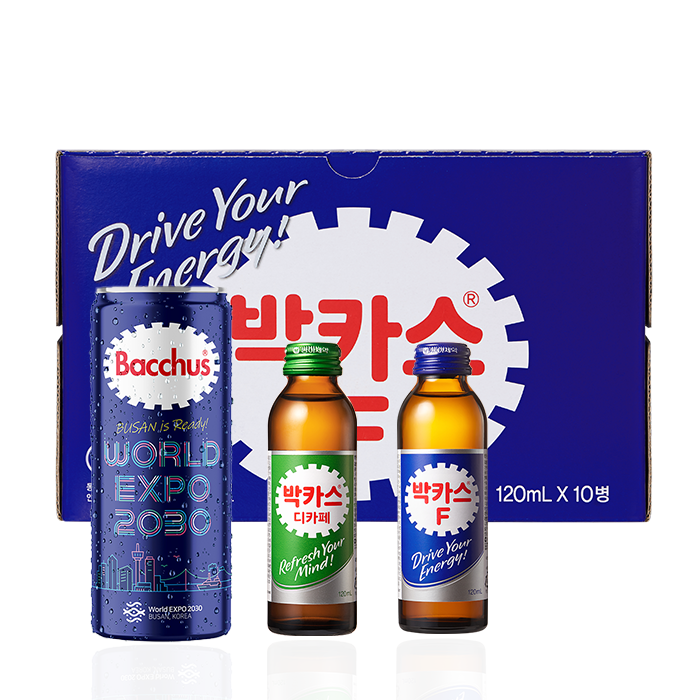 Drive Your
Energy!
박카스®
F
120mL X 10병
Bacchus®
BUSAN is Ready!
WORLD
EXPO
2030
World EXPO 2030
BUSAN, KOREA
박카스®
디카페
Refresh Your
Mind!
120mL
박카스®
F
Drive Your
Energy!
120mL